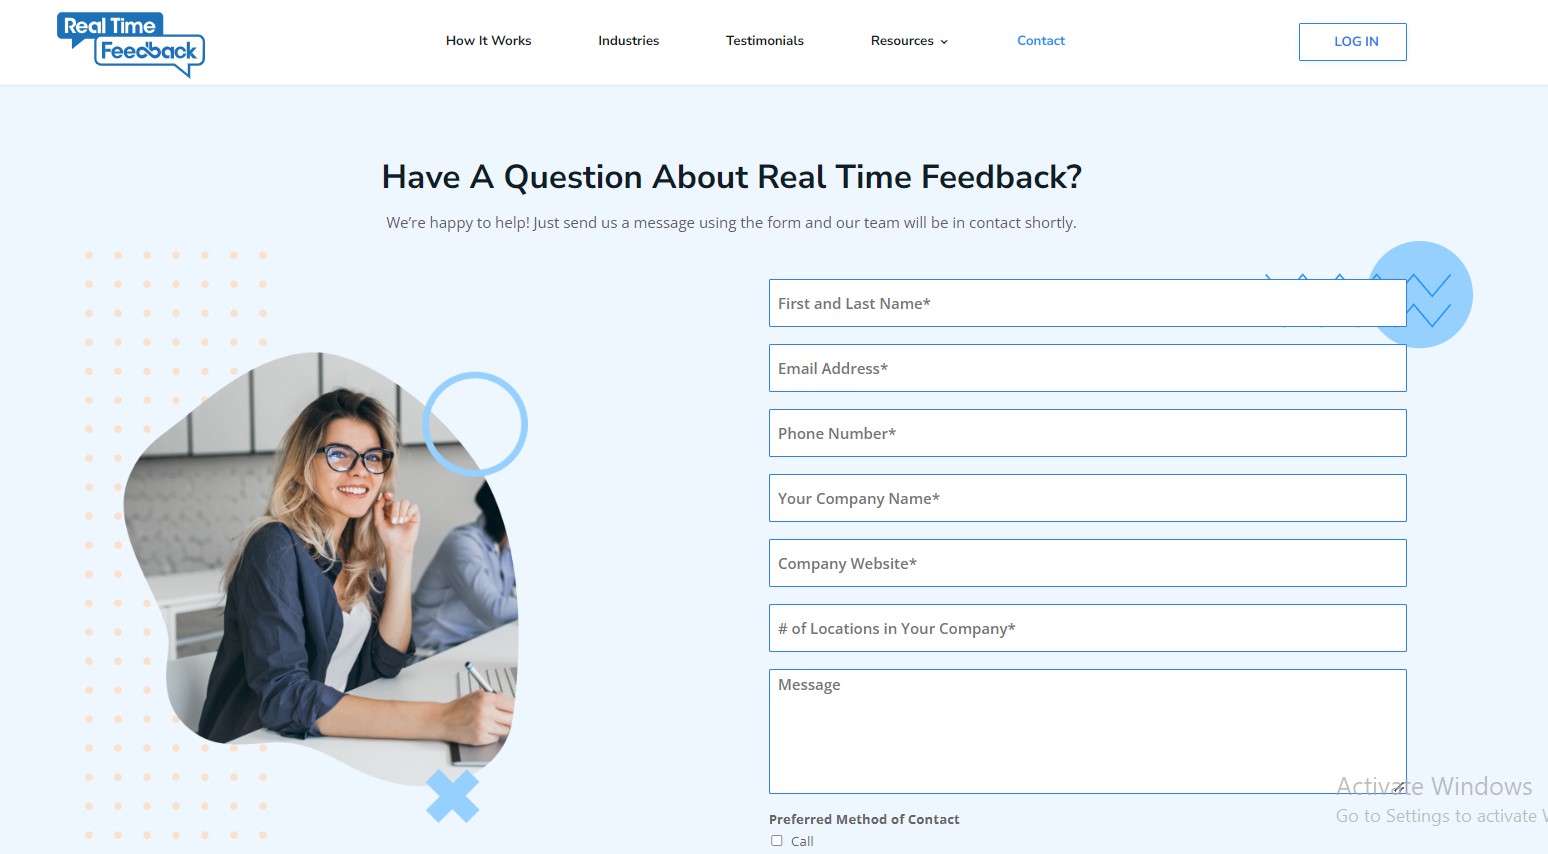 Real Time
Feedback
How It Works
Industries
Testimonials
Resources
Contact
LOG IN
Have A Question About Real Time Feedback?
We’re happy to help! Just send us a message using the form and our team will be in contact shortly.
First and Last Name*
Email Address*
Phone Number*
Your Company Name*
Company Website*
# of Locations in Your Company*
Message
Activate Windows
Go to Settings to activate
Preferred Method of Contact
Call